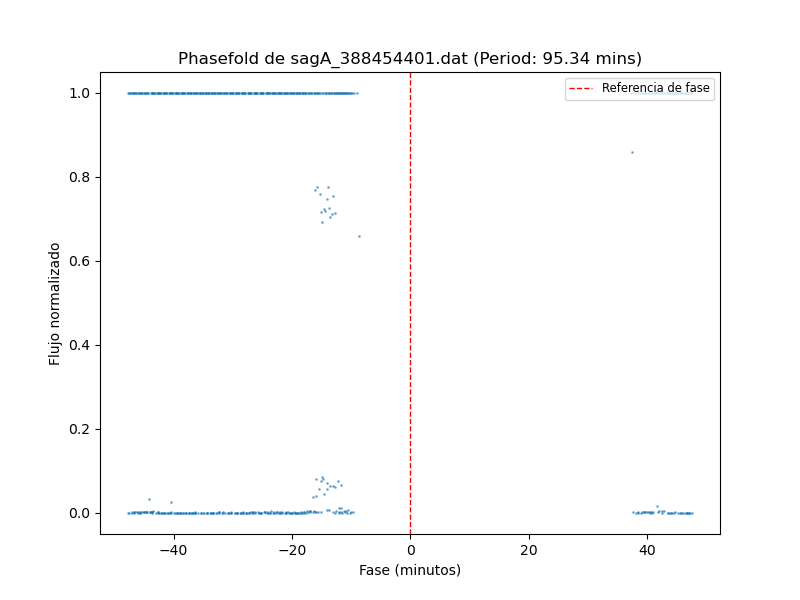 Phasefold de sagA_388454401.dat (Period: 95.34 mins)
Referencia de fase
Flujo normalizado
1.0
0.8
0.6
0.4
0.2
0.0
−40
−20
0
20
40
Fase (minutos)